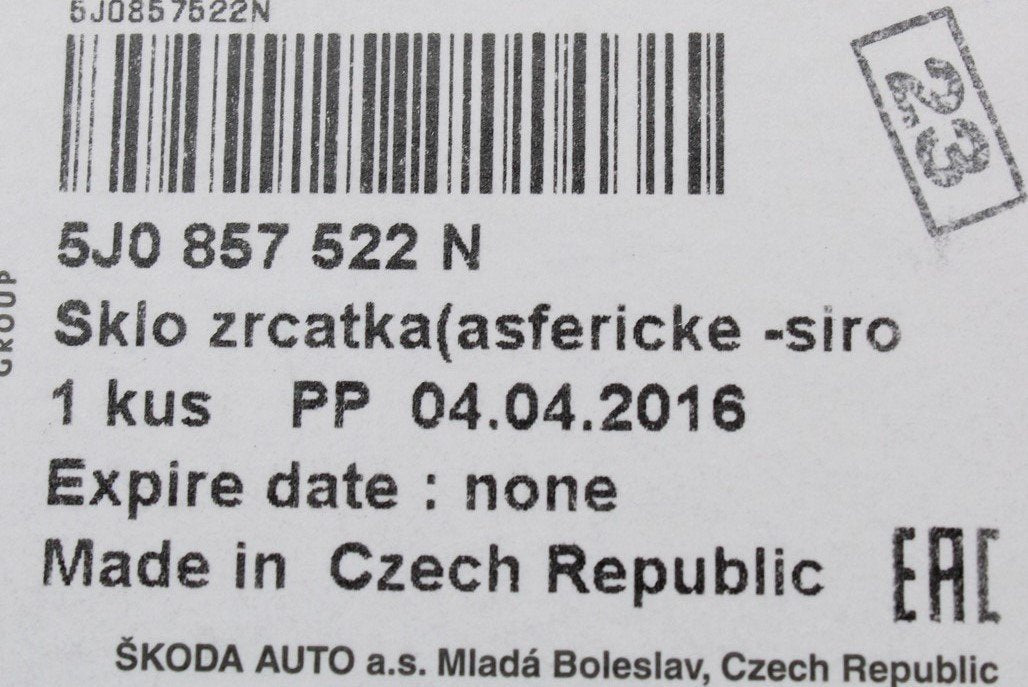 5J0857522N
23
5J0 857 522 N
Sklo zrcatka(asfericke -siro
1 kus PP 04.04.2016
Expire date : none
Made in Czech Republic
EAC
ŠKODA AUTO a.s. Mladá Boleslav, Czech Republic
GROUP